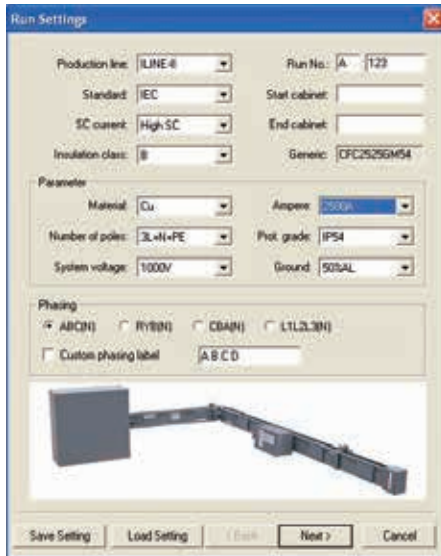 Run Settings
Production line: ILINE-II Run No.: A 123
Standard: IEC Start cabinet:
SC current: High SC End cabinet:
Insulation class: B Generic: CFC2525GM54
Parameter
Material: Cu Ampere: 2500A
Number of poles: 3L+N+PE Prot. grade: IP54
System voltage: 1000V Ground: 50%AL
Phasing
ABC(N) RYB(N) CBA(N) L1L2L3(N)
Custom phasing label A B C D
Save Setting Load Setting < Back Next > Cancel